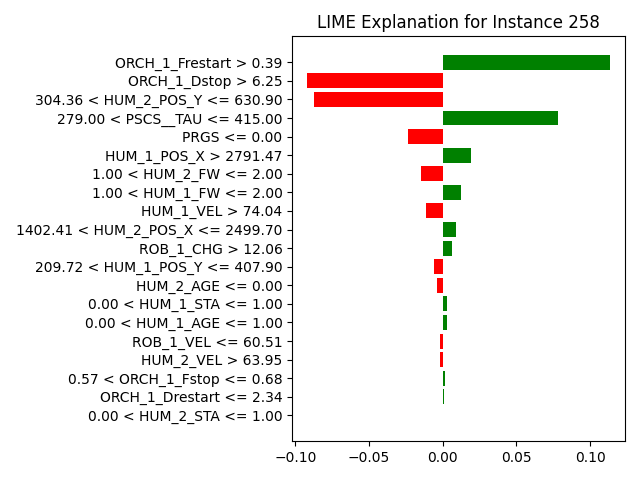 LIME Explanation for Instance 258
ORCH_1_Frestart > 0.39
ORCH_1_Dstop > 6.25
304.36 < HUM_2_POS_Y <= 630.90
279.00 < PSCS__TAU <= 415.00
PRGS <= 0.00
HUM_1_POS_X > 2791.47
1.00 < HUM_2_FW <= 2.00
1.00 < HUM_1_FW <= 2.00
HUM_1_VEL > 74.04
1402.41 < HUM_2_POS_X <= 2499.70
ROB_1_CHG > 12.06
209.72 < HUM_1_POS_Y <= 407.90
HUM_2_AGE <= 0.00
0.00 < HUM_1_STA <= 1.00
0.00 < HUM_1_AGE <= 1.00
ROB_1_VEL <= 60.51
HUM_2_VEL > 63.95
0.57 < ORCH_1_Fstop <= 0.68
ORCH_1_Drestart <= 2.34
0.00 < HUM_2_STA <= 1.00
−0.10 −0.05 0.00 0.05 0.10